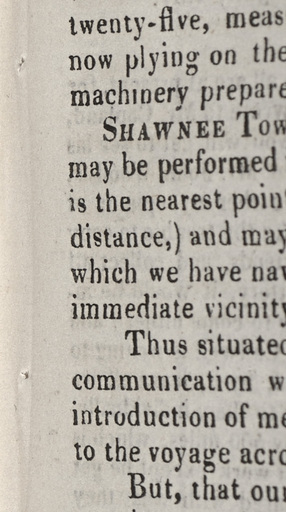 twenty-five, meas
now plying on the
machinery prepare
SHAWNEE TOW
may be performed
is the nearest poin
distance,) and may
which we have nav
immediate vicinity
Thus situated
communication w
introduction of me
to the voyage acro
But, that our